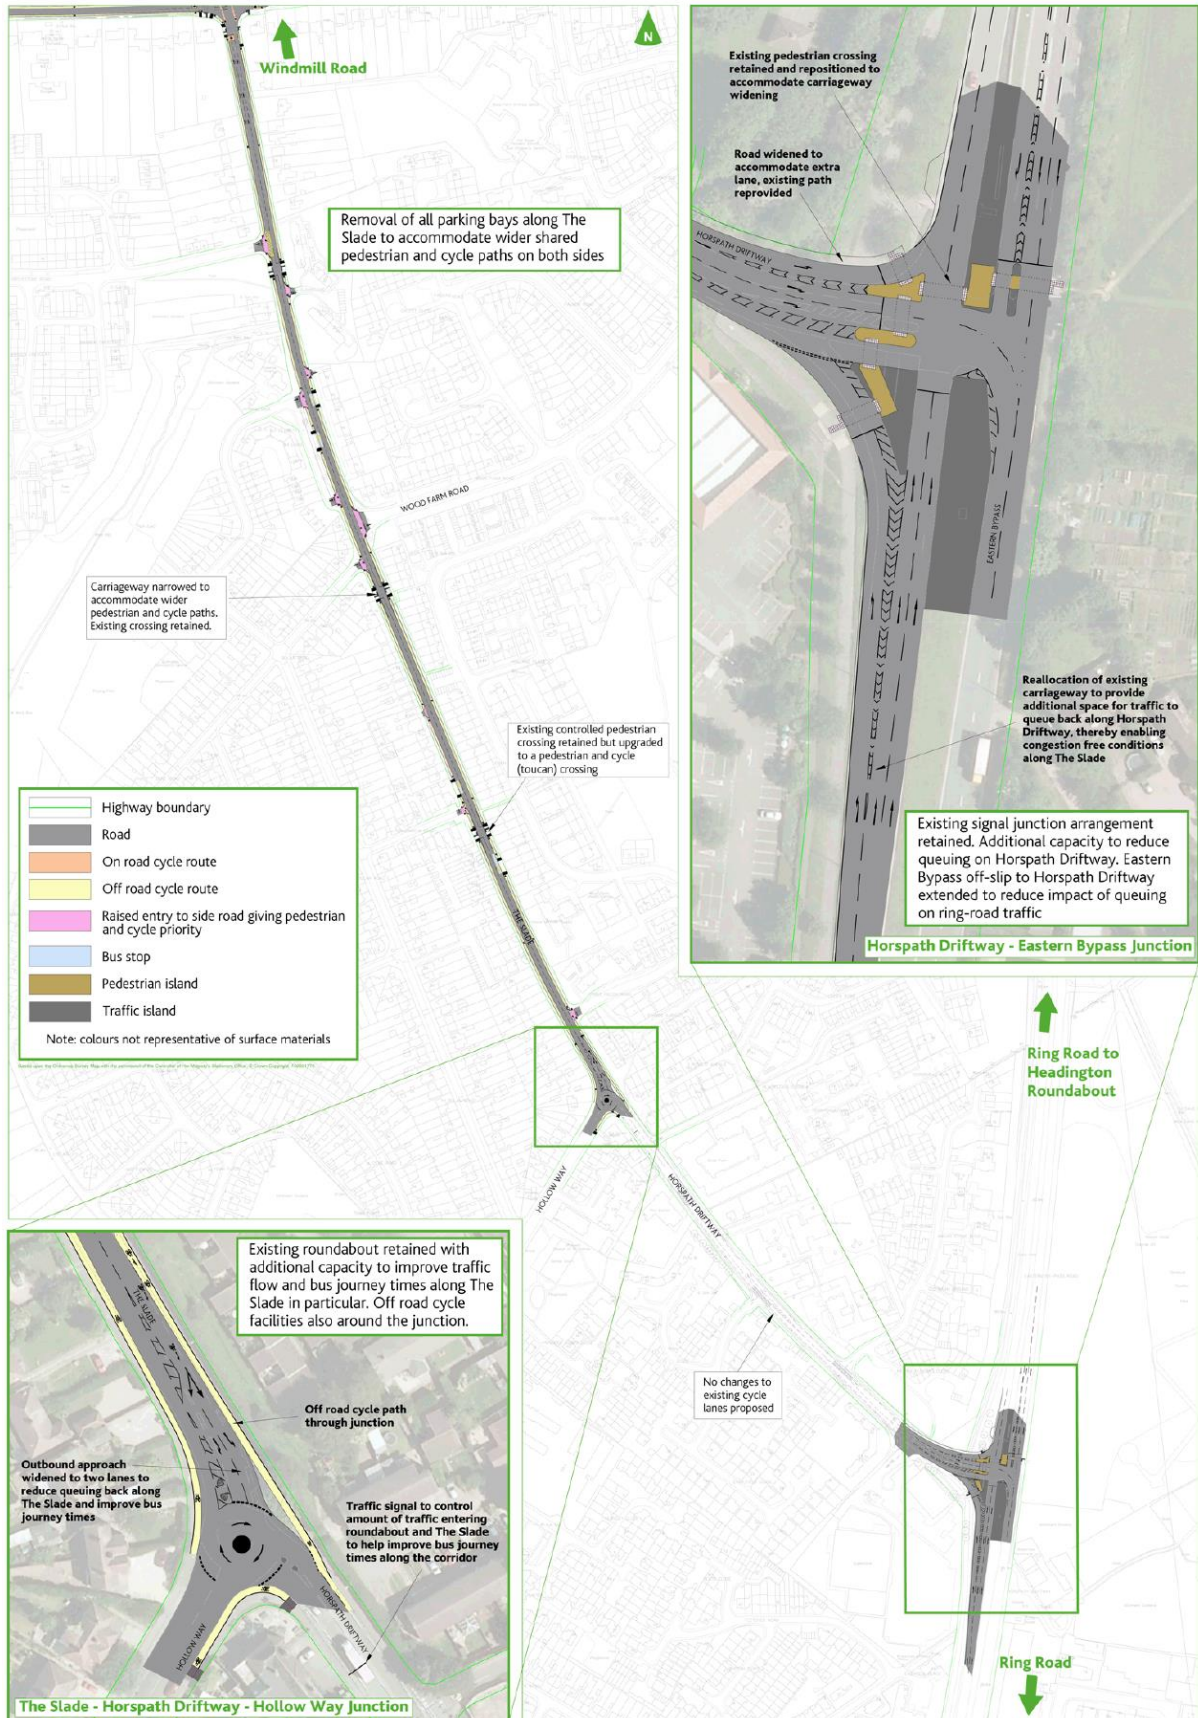 N
Windmill Road
Removal of all parking bays along The
Slade to accommodate wider shared
pedestrian and cycle paths on both sides
WOOD FARM ROAD
Carriageway narrowed to
accommodate wider
pedestrian and cycle paths.
Existing crossing retained.
Existing controlled pedestrian
crossing retained but upgraded
to a pedestrian and cycle
(toucan) crossing
THE SLADE
Highway boundary
Road
On road cycle route
Off road cycle route
Raised entry to side road giving pedestrian
and cycle priority
Bus stop
Pedestrian island
Traffic island
Note: colours not representative of surface materials
Existing pedestrian crossing
retained and repositioned to
accommodate carriageway
widening
Road widened to
accommodate extra
lane, existing path
reprovided
HORSPATH DRIFTWAY
EASTERN BYPASS
Reallocation of existing
carriageway to provide
additional space for traffic to
queue back along Horspath
Driftway, thereby enabling
congestion free conditions
along The Slade
Existing signal junction arrangement
retained. Additional capacity to reduce
queuing on Horspath Driftway. Eastern
Bypass off-slip to Horspath Driftway
extended to reduce impact of queuing
on ring-road traffic
Horspath Driftway - Eastern Bypass Junction
Ring Road to
Headington
Roundabout
HOLLOW WAY
HORSPATH DRIFTWAY
No changes to
existing cycle
lanes proposed
Ring Road
Existing roundabout retained with
additional capacity to improve traffic
flow and bus journey times along The
Slade in particular. Off road cycle
facilities also around the junction.
THE SLADE
Off road cycle path
through junction
Outbound approach
widened to two lanes to
reduce queuing back along
The Slade and improve bus
journey times
Traffic signal to control
amount of traffic entering
roundabout and The Slade
to help improve bus journey
times along the corridor
HOLLOW WAY
HORSPATH DRIFTWAY
The Slade - Horspath Driftway - Hollow Way Junction